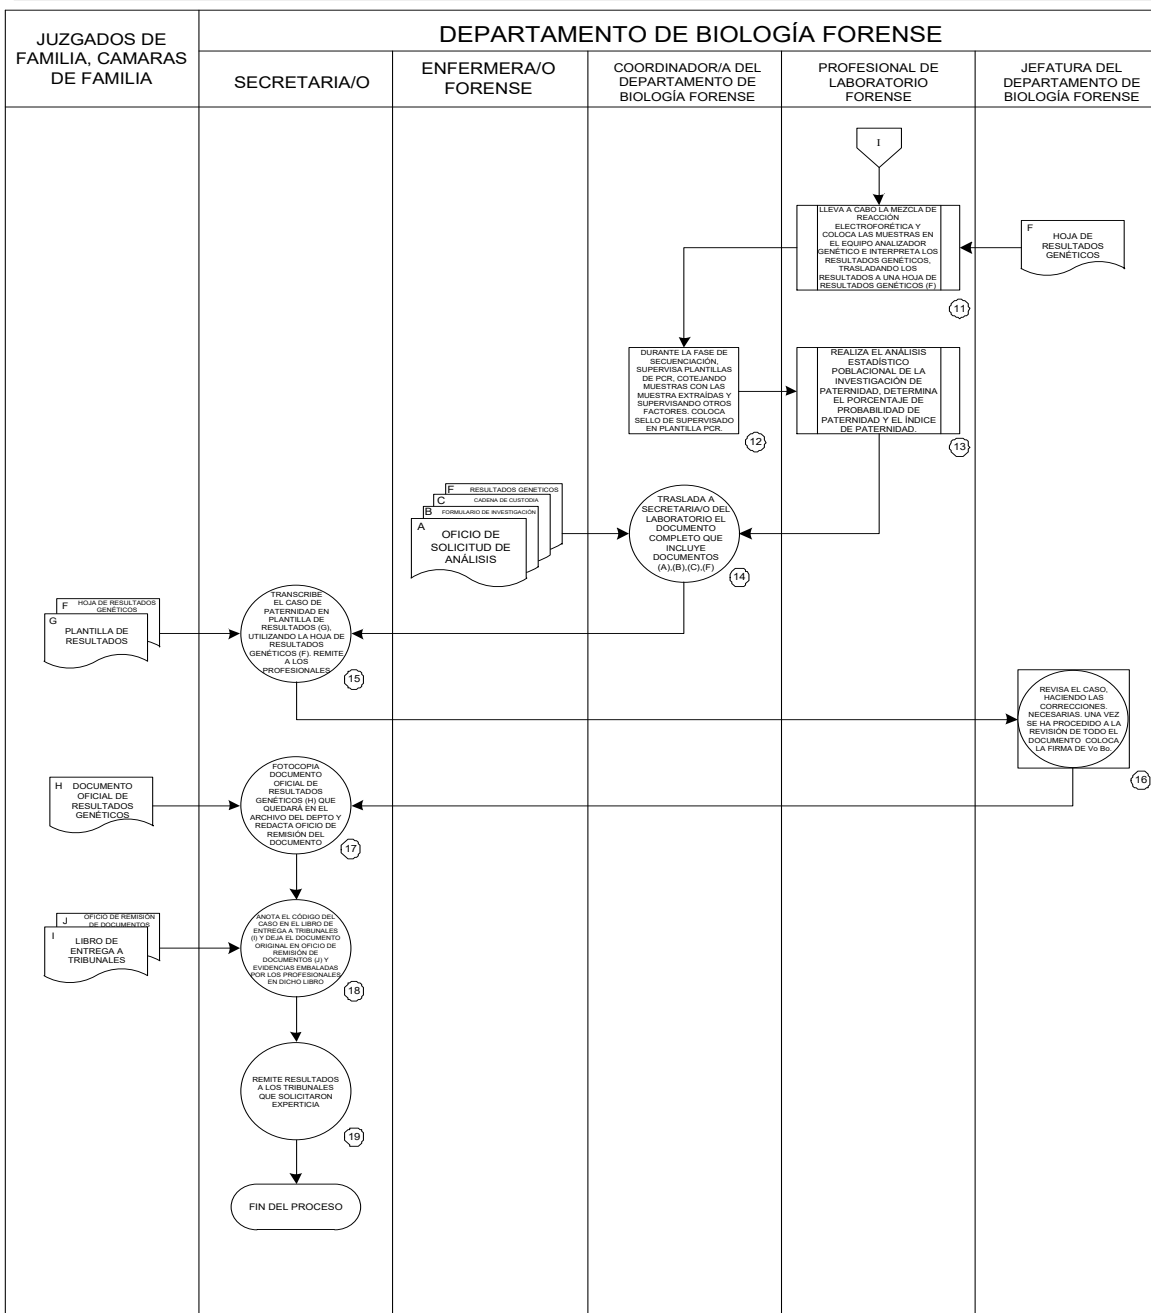 JUZGADOS DE
FAMILIA, CAMARAS
DE FAMILIA
DEPARTAMENTO DE BIOLOGÍA FORENSE
SECRETARIA/O
ENFERMERA/O
FORENSE
COORDINADOR/A DEL
DEPARTAMENTO DE
BIOLOGÍA FORENSE
PROFESIONAL DE
LABORATORIO
FORENSE
JEFATURA DEL
DEPARTAMENTO DE
BIOLOGÍA FORENSE
I
LLEVA A CABO LA MEZCLA DE
REACCIÓN
ELECTROFORÉTICA Y
COLOCA LAS MUESTRAS EN
EL EQUIPO ANALIZADOR
GENÉTICO E INTERPRETA LOS
RESULTADOS GENÉTICOS,
TRASLADANDO LOS
RESULTADOS A UNA HOJA DE
RESULTADOS GENÉTICOS (F)
11
F
HOJA DE
RESULTADOS
GENÉTICOS
DURANTE LA FASE DE
SECUENCIACIÓN,
SUPERVISA PLANTILLAS
DE PCR, COTEJANDO
MUESTRAS CON LAS
MUESTRA EXTRAÍDAS Y
SUPERVISANDO OTROS
FACTORES. COLOCA
SELLO DE SUPERVISADO
EN PLANTILLA PCR.
12
REALIZA EL ANÁLISIS
ESTADÍSTICO
POBLACIONAL DE LA
INVESTIGACIÓN DE
PATERNIDAD, DETERMINA
EL PORCENTAJE DE
PROBABILIDAD DE
PATERNIDAD Y EL ÍNDICE
DE PATERNIDAD.
13
F RESULTADOS GENETICOS
C CADENA DE CUSTODIA
B FORMULARIO DE INVESTIGACIÓN
A
OFICIO DE
SOLICITUD DE
ANÁLISIS
TRASLADA A
SECRETARIA/O DEL
LABORATORIO EL
DOCUMENTO
COMPLETO QUE
INCLUYE
DOCUMENTOS
(A),(B),(C),(F)
14
F HOJA DE RESULTADOS
GENÉTICOS
G
PLANTILLA DE
RESULTADOS
TRANSCRIBE
EL CASO DE
PATERNIDAD EN
PLANTILLA DE
RESULTADOS (G),
UTILIZANDO LA HOJA DE
RESULTADOS
GENÉTICOS (F). REMITE
A LOS
PROFESIONALES
15
REVISA EL CASO,
HACIENDO LAS
CORRECCIONES.
NECESARIAS. UNA VEZ
SE HA PROCEDIDO A LA
REVISIÓN DE TODO EL
DOCUMENTO COLOCA
LA FIRMA DE Vo Bo.
16
H DOCUMENTO
OFICIAL DE
RESULTADOS
GENÉTICOS
FOTOCOPIA
DOCUMENTO
OFICIAL DE
RESULTADOS
GENÉTICOS (H) QUE
QUEDARÁ EN EL
ARCHIVO DEL DEPTO Y
REDACTA OFICIO DE
REMISIÓN DEL
DOCUMENTO
17
J OFICIO DE REMISIÓN
DE DOCUMENTOS
I
LIBRO DE
ENTREGA A
TRIBUNALES
ANOTA EL CÓDIGO DEL
CASO EN EL LIBRO DE
ENTREGA A TRIBUNALES
(I) Y DEJA EL DOCUMENTO
ORIGINAL EN OFICIO DE
REMISIÓN DE
DOCUMENTOS (J) Y
EVIDENCIAS EMBALADAS
POR LOS PROFESIONALES
EN DICHO LIBRO
18
REMITE RESULTADOS
A LOS TRIBUNALES
QUE SOLICITARON
EXPERTICIA
19
FIN DEL PROCESO